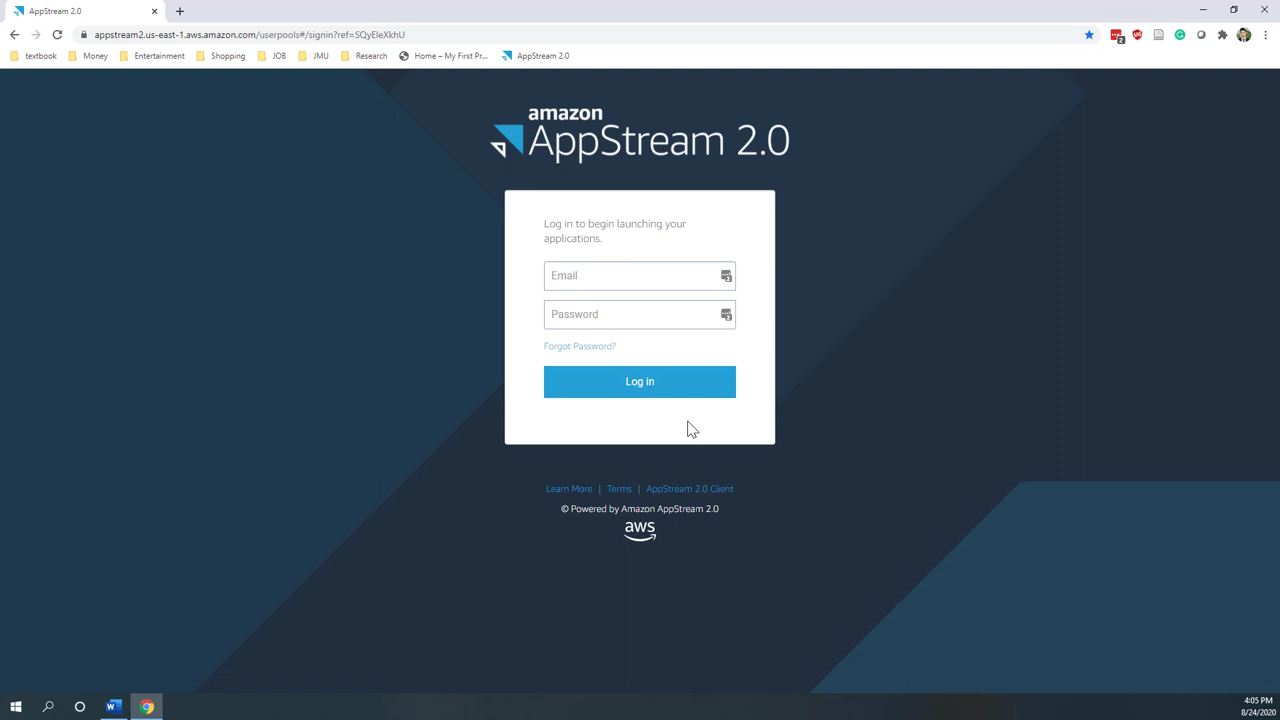 AppStream 2.0
appstream2.us-east-1.aws.amazon.com/userpools#/signin?ref=SQyEIeXkhU
textbook Money Entertainment Shopping JOB JMU Research Home – My First Pr... AppStream 2.0
amazon
AppStream 2.0
Log in to begin launching your
applications.
Email
Password
Forgot Password?
Log in
Learn More | Terms | AppStream 2.0 Client
© Powered by Amazon AppStream 2.0
aws
4:05 PM
8/24/2020